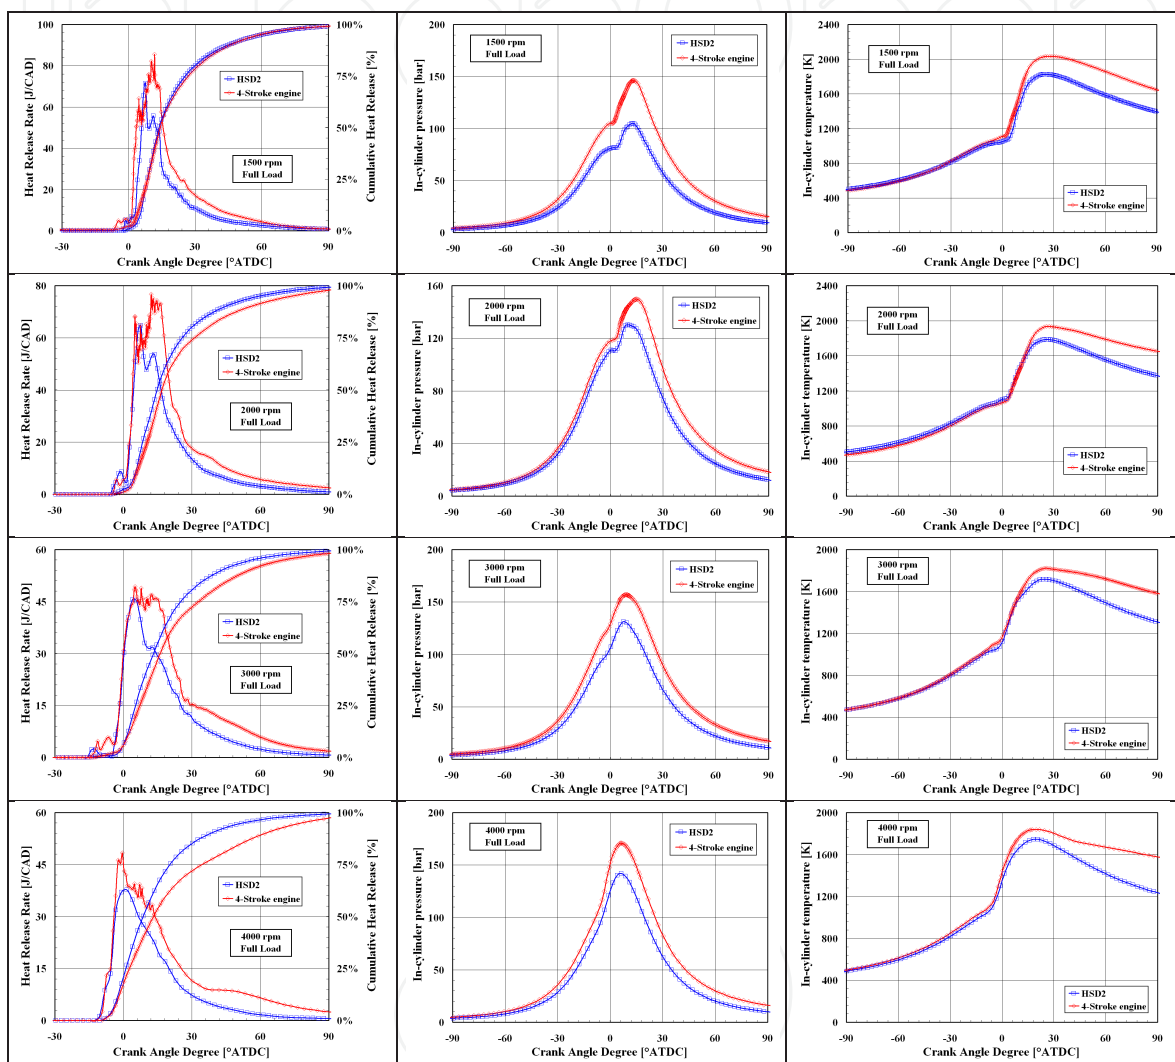 Heat Release Rate [J/CAD]
100
80
60
40
20
0
HSD2
4-Stroke engine
1500 rpm
Full Load
100%
75%
50%
25%
0%
Cumulative Heat Release [%]
-30 0 30 60 90
Crank Angle Degree [°ATDC]
In-cylinder pressure [bar]
200
150
100
50
0
1500 rpm
Full Load
HSD2
4-Stroke engine
-90 -60 -30 0 30 60 90
Crank Angle Degree [°ATDC]
In-cylinder temperature [K]
2400
2000
1600
1200
800
400
0
1500 rpm
Full Load
HSD2
4-Stroke engine
-90 -60 -30 0 30 60 90
Crank Angle Degree [°ATDC]
Heat Release Rate [J/CAD]
80
60
40
20
0
HSD2
4-Stroke engine
2000 rpm
Full Load
100%
75%
50%
25%
0%
Cumulative Heat Release [%]
-30 0 30 60 90
Crank Angle Degree [°ATDC]
In-cylinder pressure [bar]
160
120
80
40
0
2000 rpm
Full Load
HSD2
4-Stroke engine
-90 -60 -30 0 30 60 90
Crank Angle Degree [°ATDC]
In-cylinder temperature [K]
2400
2000
1600
1200
800
400
0
2000 rpm
Full Load
HSD2
4-Stroke engine
-90 -60 -30 0 30 60 90
Crank Angle Degree [°ATDC]
Heat Release Rate [J/CAD]
60
45
30
15
0
HSD2
4-Stroke engine
3000 rpm
Full Load
100%
75%
50%
25%
0%
Cumulative Heat Release [%]
-30 0 30 60 90
Crank Angle Degree [°ATDC]
In-cylinder pressure [bar]
200
150
100
50
0
3000 rpm
Full Load
HSD2
4-Stroke engine
-90 -60 -30 0 30 60 90
Crank Angle Degree [°ATDC]
In-cylinder temperature [K]
2000
1600
1200
800
400
0
3000 rpm
Full Load
HSD2
4-Stroke engine
-90 -60 -30 0 30 60 90
Crank Angle Degree [°ATDC]
Heat Release Rate [J/CAD]
60
45
30
15
0
HSD2
4-Stroke engine
4000 rpm
Full Load
100%
75%
50%
25%
0%
Cumulative Heat Release [%]
-30 0 30 60 90
Crank Angle Degree [°ATDC]
In-cylinder pressure [bar]
200
150
100
50
0
4000 rpm
Full Load
HSD2
4-Stroke engine
-90 -60 -30 0 30 60 90
Crank Angle Degree [°ATDC]
In-cylinder temperature [K]
2000
1600
1200
800
400
0
4000 rpm
Full Load
HSD2
4-Stroke engine
-90 -60 -30 0 30 60 90
Crank Angle Degree [°ATDC]